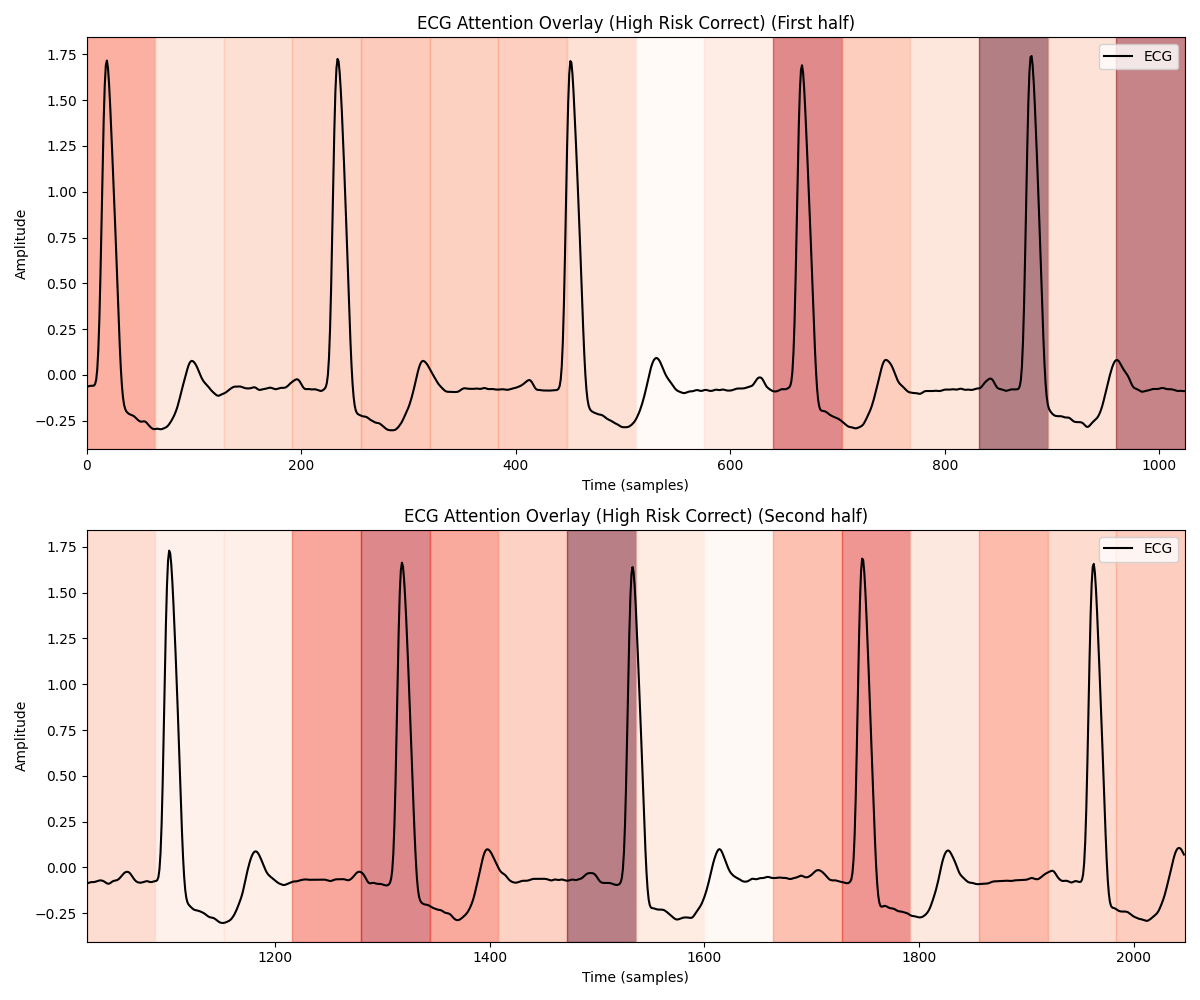 ECG Attention Overlay (High Risk Correct) (First half)
1.75
1.50
1.25
1.00
0.75
0.50
0.25
0.00
−0.25
Amplitude
ECG
0 200 400 600 800 1000
Time (samples)
ECG Attention Overlay (High Risk Correct) (Second half)
1.75
1.50
1.25
1.00
0.75
0.50
0.25
0.00
−0.25
Amplitude
ECG
1200 1400 1600 1800 2000
Time (samples)